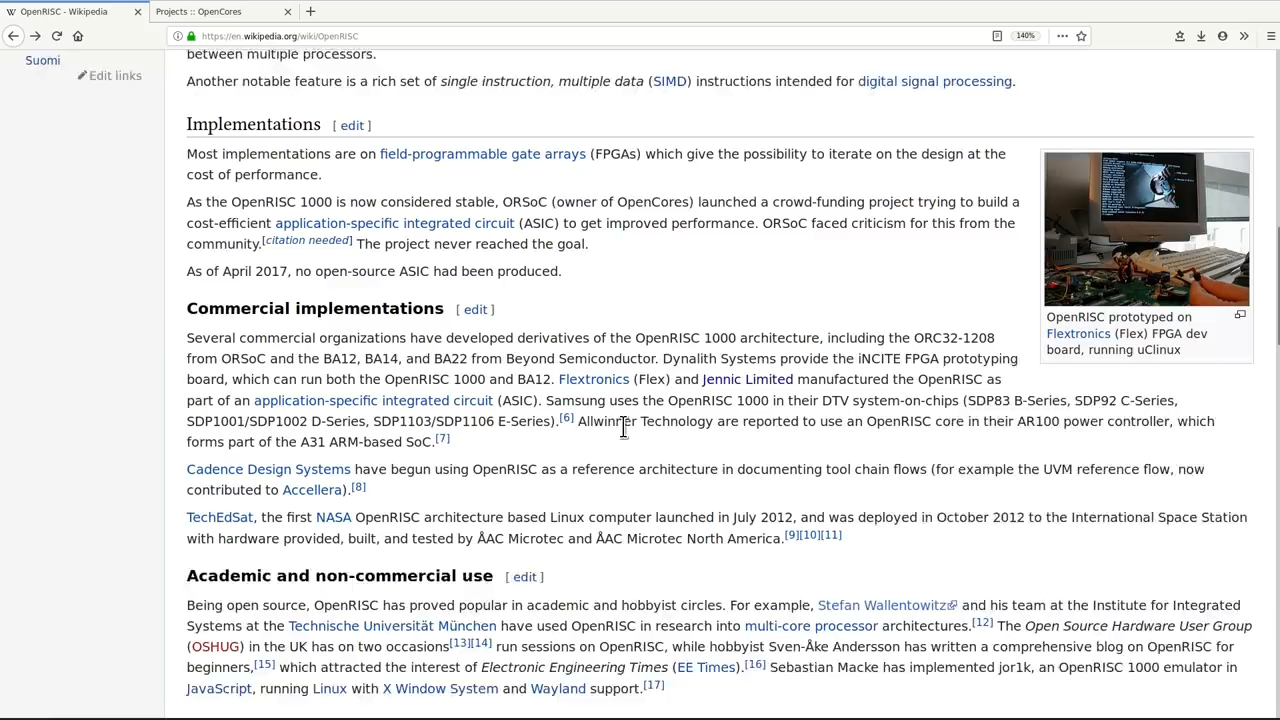 OpenRISC - Wikipedia
Projects :: OpenCores
https://en.wikipedia.org/wiki/OpenRISC
140%
Suomi
Edit links
between multiple processors.
Another notable feature is a rich set of single instruction, multiple data (SIMD) instructions intended for digital signal processing.
Implementations [ edit ]
Most implementations are on field-programmable gate arrays (FPGAs) which give the possibility to iterate on the design at the
cost of performance.
As the OpenRISC 1000 is now considered stable, ORSoC (owner of OpenCores) launched a crowd-funding project trying to build a
cost-efficient application-specific integrated circuit (ASIC) to get improved performance. ORSoC faced criticism for this from the
community.[citation needed] The project never reached the goal.
As of April 2017, no open-source ASIC had been produced.
OpenRISC prototyped on
Flextronics (Flex) FPGA dev
board, running uClinux
Commercial implementations [ edit ]
Several commercial organizations have developed derivatives of the OpenRISC 1000 architecture, including the ORC32-1208
from ORSoC and the BA12, BA14, and BA22 from Beyond Semiconductor. Dynalith Systems provide the iNCITE FPGA prototyping
board, which can run both the OpenRISC 1000 and BA12. Flextronics (Flex) and Jennic Limited manufactured the OpenRISC as
part of an application-specific integrated circuit (ASIC). Samsung uses the OpenRISC 1000 in their DTV system-on-chips (SDP83 B-Series, SDP92 C-Series,
SDP1001/SDP1002 D-Series, SDP1103/SDP1106 E-Series).[6] Allwinner Technology are reported to use an OpenRISC core in their AR100 power controller, which
forms part of the A31 ARM-based SoC.[7]
Cadence Design Systems have begun using OpenRISC as a reference architecture in documenting tool chain flows (for example the UVM reference flow, now
contributed to Accellera).[8]
TechEdSat, the first NASA OpenRISC architecture based Linux computer launched in July 2012, and was deployed in October 2012 to the International Space Station
with hardware provided, built, and tested by ÅAC Microtec and ÅAC Microtec North America.[9][10][11]
Academic and non-commercial use [ edit ]
Being open source, OpenRISC has proved popular in academic and hobbyist circles. For example, Stefan Wallentowitz and his team at the Institute for Integrated
Systems at the Technische Universität München have used OpenRISC in research into multi-core processor architectures.[12] The Open Source Hardware User Group
(OSHUG) in the UK has on two occasions[13][14] run sessions on OpenRISC, while hobbyist Sven-Åke Andersson has written a comprehensive blog on OpenRISC for
beginners,[15] which attracted the interest of Electronic Engineering Times (EE Times).[16] Sebastian Macke has implemented jor1k, an OpenRISC 1000 emulator in
JavaScript, running Linux with X Window System and Wayland support.[17]